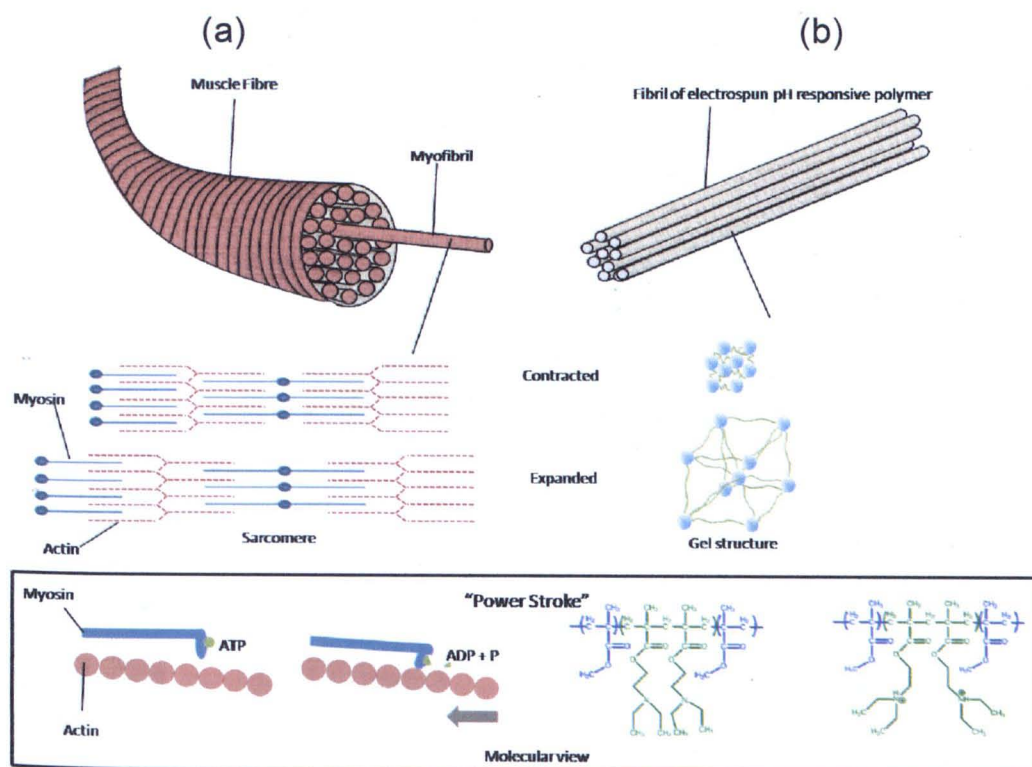 (a)
(b)
Muscle Fibre
Fibril of electrospun pH responsive polymer
Myofibril
Contracted
Myosin
Expanded
Actin
Sarcomere
Gel structure
Myosin
"Power Stroke"
ATP
ADP + P
Actin
Molecular view